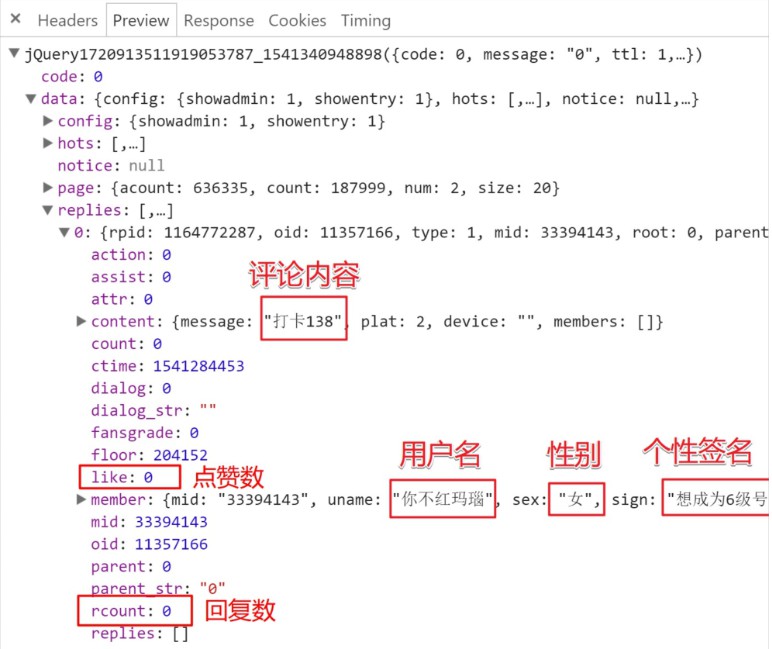 × Headers Preview Response Cookies Timing
▼jQuery1720913511919053787_1541340948898({code: 0, message: "0", ttl: 1,…})
code: 0
▼data: {config: {showadmin: 1, showentry: 1}, hots: [,…], notice: null,…}
▶config: {showadmin: 1, showentry: 1}
▶hots: [,…]
notice: null
▶page: {acount: 636335, count: 187999, num: 2, size: 20}
▼replies: [,…]
▼0: {rpid: 1164772287, oid: 11357166, type: 1, mid: 33394143, root: 0, parent
action: 0
assist: 0
评论内容
attr: 0
▶content: {message: "打卡138", plat: 2, device: "", members: []}
count: 0
ctime: 1541284453
dialog: 0
dialog_str: ""
fansgrade: 0
floor: 204152
用户名 性别 个性签名
like: 0 点赞数
▶member: {mid: "33394143", uname: "你不红玛瑙", sex: "女", sign: "想成为6级号
mid: 33394143
oid: 11357166
parent: 0
parent_str: "0"
rcount: 0 回复数
replies: []